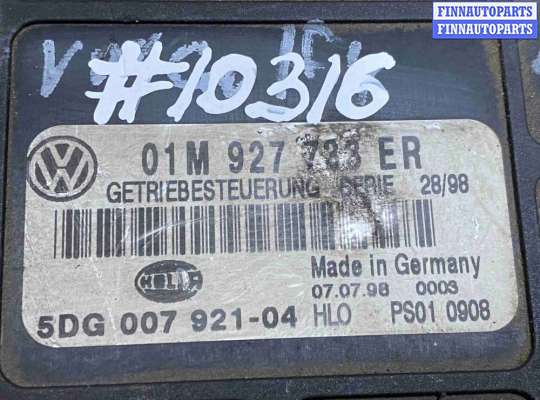 FINNAUTOPARTS
FINNAUTOPARTS
#10316
VW
01M 927 733 ER
GETRIEBESTEUERUNG SERIE 28/98
HELLA
Made in Germany
07.07.98 0003
5DG 007 921-04 HLO PS01 0908